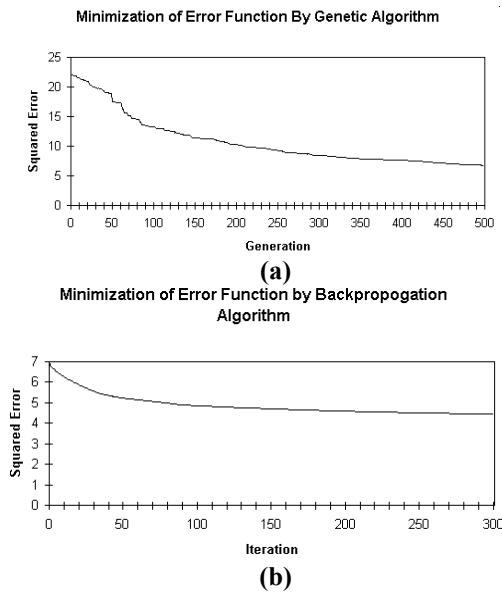 Minimization of Error Function By Genetic Algorithm
25
20
15
10
5
0
Squared Error
0 50 100 150 200 250 300 350 400 450 500
Generation
(a)
Minimization of Error Function by Backpropogation
Algorithm
7
6
5
4
3
2
1
0
Squared Error
0 50 100 150 200 250 300
Iteration
(b)